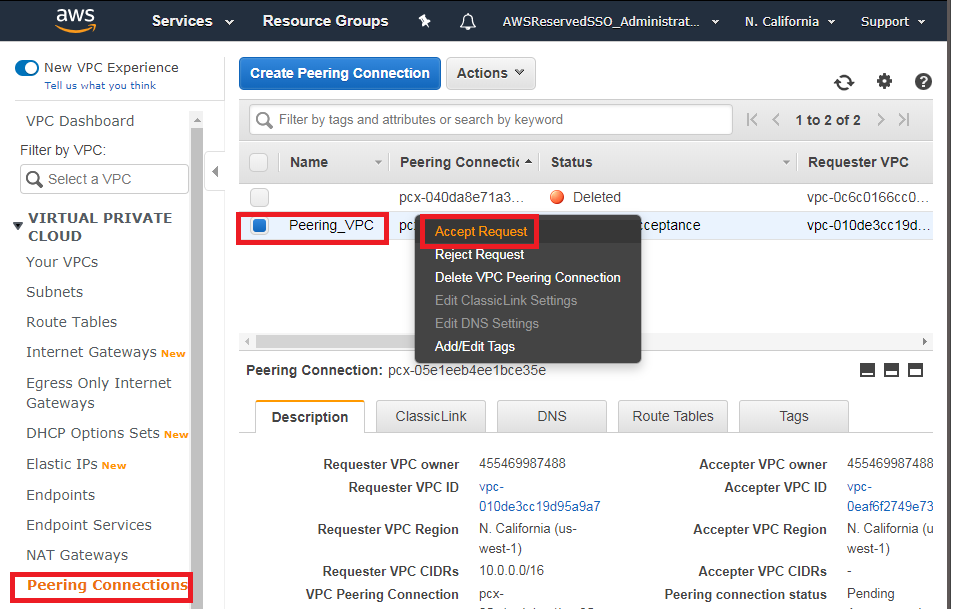 aws Services Resource Groups AWSReservedSSO_Administrat... N. California Support
New VPC Experience
Tell us what you think
VPC Dashboard
Filter by VPC:
Select a VPC
VIRTUAL PRIVATE
CLOUD
Your VPCs
Subnets
Route Tables
Internet Gateways New
Egress Only Internet
Gateways
DHCP Options Sets New
Elastic IPs New
Endpoints
Endpoint Services
NAT Gateways
Peering Connections
Create Peering Connection Actions
Filter by tags and attributes or search by keyword 1 to 2 of 2
Name Peering Connectic Status Requester VPC
pcx-040da8e71a3... Deleted vpc-0c6c0166cc0...
Peering_VPC pc ceptance vpc-010de3cc19d...
Accept Request
Reject Request
Delete VPC Peering Connection
Edit ClassicLink Settings
Edit DNS Settings
Add/Edit Tags
Peering Connection: pcx-05e1eeb4ee1bce35e
Description ClassicLink DNS Route Tables Tags
Requester VPC owner 455469987488 Accepter VPC owner 455469987488
Requester VPC ID vpc- Accepter VPC ID vpc-
010de3cc19d95a9a7 0eaf6f2749e73
Requester VPC Region N. California (us- Accepter VPC Region N. California (u
west-1) west-1)
Requester VPC CIDRs 10.0.0.0/16 Accepter VPC CIDRs -
VPC Peering Connection pcx- Peering connection status Pending